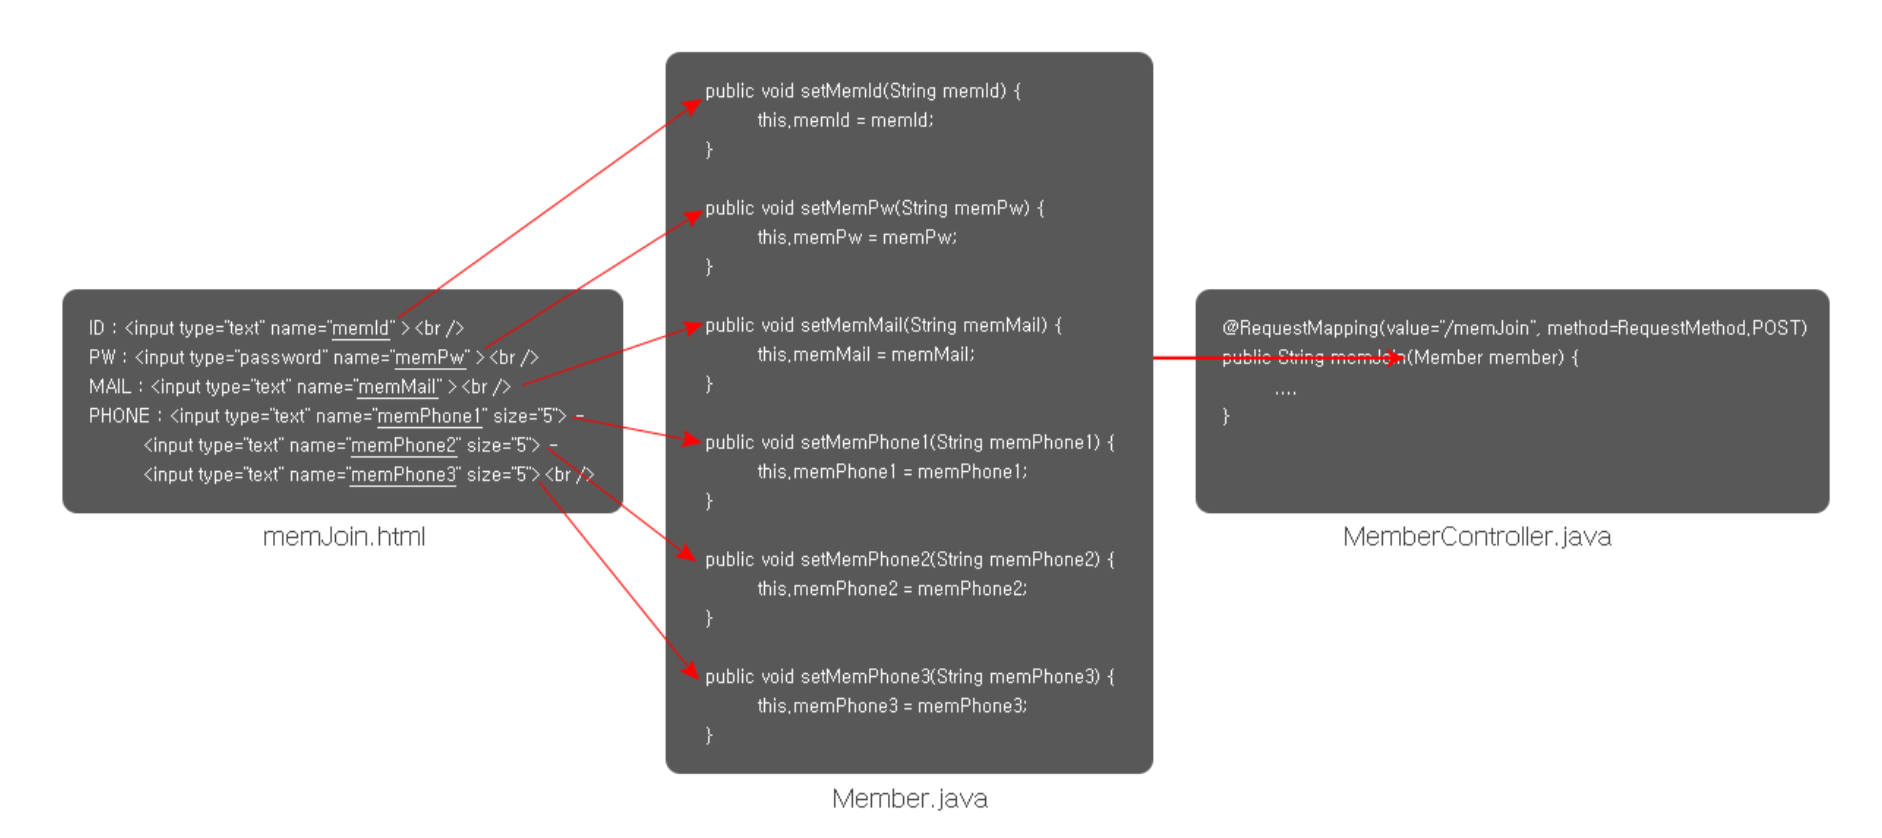 ID : <input type="text" name="memId" ><br />
PW : <input type="password" name="memPw" ><br />
MAIL : <input type="text" name="memMail" ><br />
PHONE : <input type="text" name="memPhone1" size="5"> -
<input type="text" name="memPhone2" size="5"> -
<input type="text" name="memPhone3" size="5"><br />
memJoin.html
public void setMemId(String memId) {
this.memId = memId;
}
public void setMemPw(String memPw) {
this.memPw = memPw;
}
public void setMemMail(String memMail) {
this.memMail = memMail;
}
public void setMemPhone1(String memPhone1) {
this.memPhone1 = memPhone1;
}
public void setMemPhone2(String memPhone2) {
this.memPhone2 = memPhone2;
}
public void setMemPhone3(String memPhone3) {
this.memPhone3 = memPhone3;
}
Member.java
@RequestMapping(value="/memJoin", method=RequestMethod.POST)
public String memJoin(Member member) {
....
}
MemberController.java